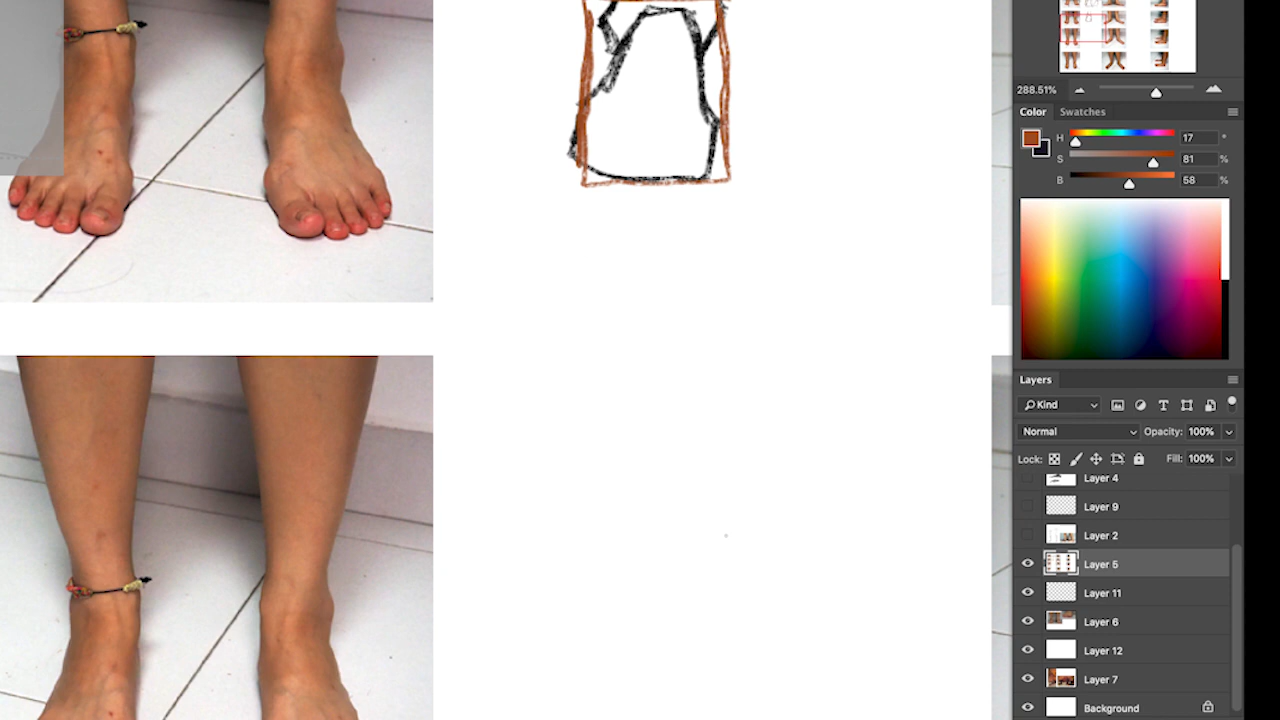 288.51%
Color Swatches
H 17 °
S 81 %
B 58 %
Layers
Kind
Normal Opacity: 100%
Lock: Fill: 100%
Layer 4
Layer 9
Layer 2
Layer 5
Layer 11
Layer 6
Layer 12
Layer 7
Background